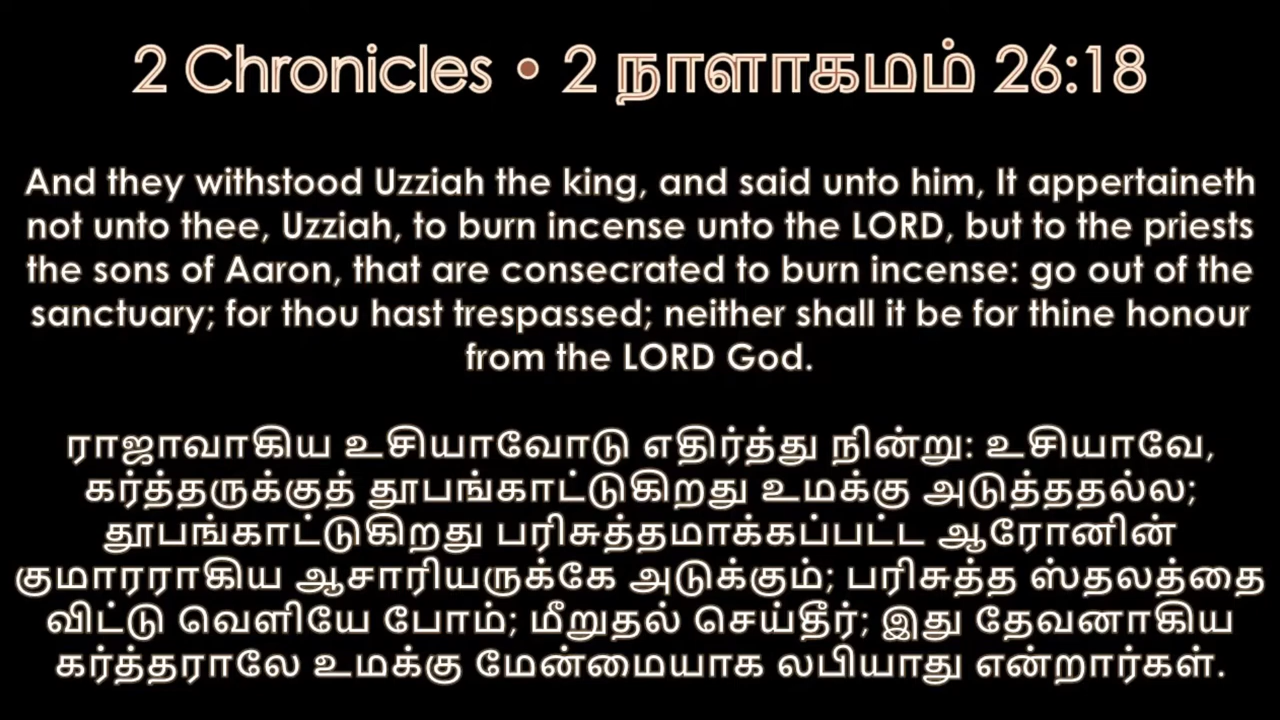 2 Chronicles • 2 நாளாகமம் 26:18
And they withstood Uzziah the king, and said unto him, It appertaineth
not unto thee, Uzziah, to burn incense unto the LORD, but to the priests
the sons of Aaron, that are consecrated to burn incense: go out of the
sanctuary; for thou hast trespassed; neither shall it be for thine honour
from the LORD God.
ராஜாவாகிய உசியாவோடு எதிர்த்து நின்று: உசியாவே,
கர்த்தருக்குத் தூபங்காட்டுகிறது உமக்கு அடுத்ததல்ல;
தூபங்காட்டுகிறது பரிசுத்தமாக்கப்பட்ட ஆரோனின்
குமாரராகிய ஆசாரியருக்கே அடுக்கும்; பரிசுத்த ஸ்தலத்தை
விட்டு வெளியே போம்; மீறுதல் செய்தீர்; இது தேவனாகிய
கர்த்தராலே உமக்கு மேன்மையாக லபியாது என்றார்கள்.